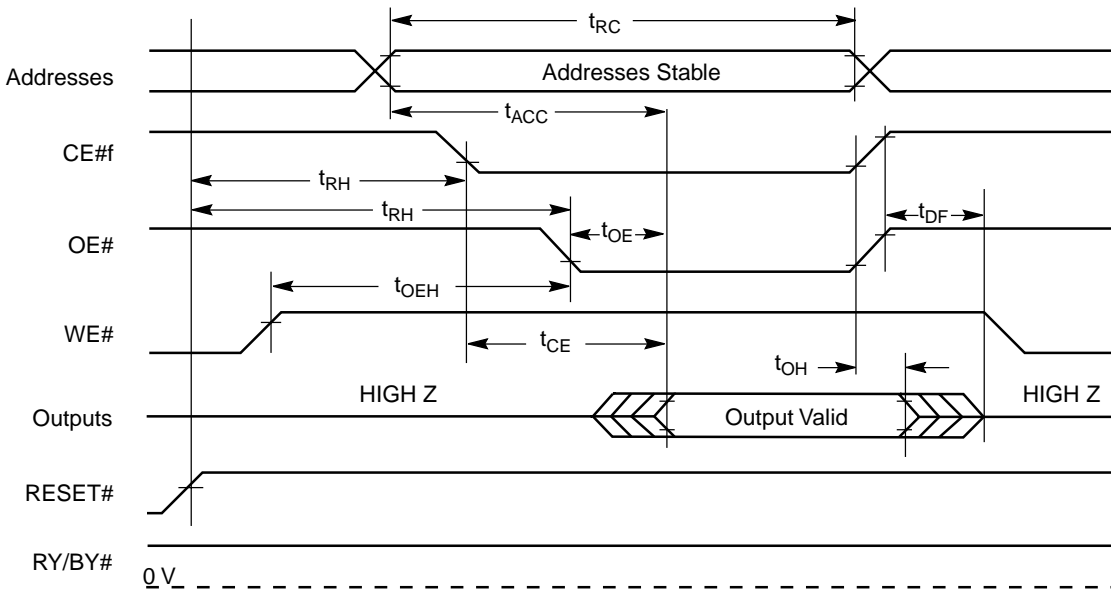 tRC
Addresses
Addresses Stable
tACC
CE#f
tRH
tRH
tDF
OE#
tOE
tOEH
WE#
tCE
tOH
HIGH Z
HIGH Z
Outputs
Output Valid
RESET#
RY/BY#
0 V